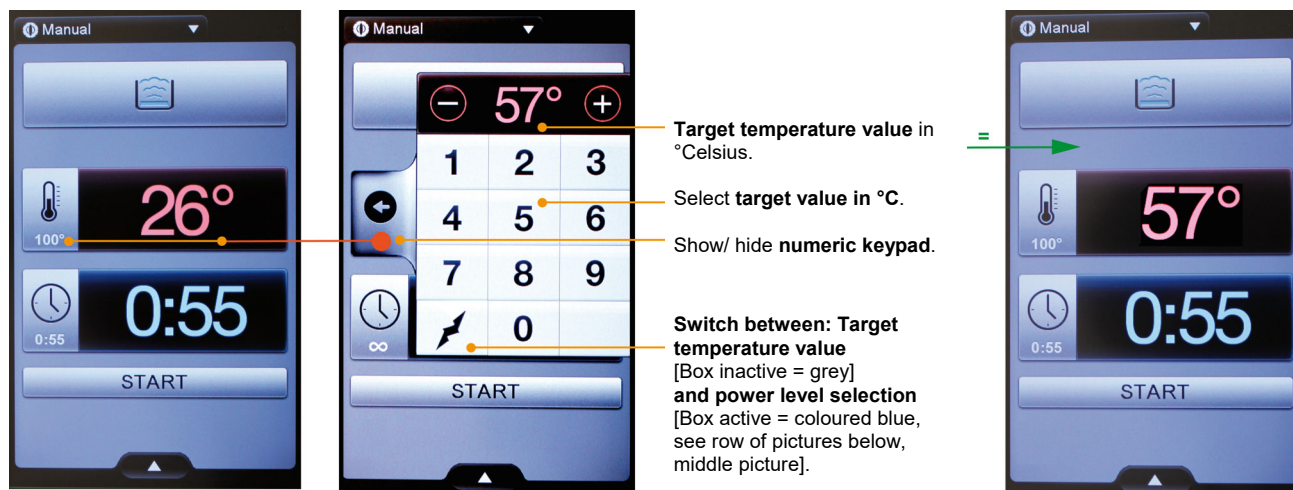 Manual
26°
100°
0:55
0:55
START
Manual
57°
1 2 3
4 5 6
7 8 9
0
∞
START
Target temperature value in
°Celsius.
Select target value in °C.
Show/ hide numeric keypad.
Switch between: Target
temperature value
[Box inactive = grey]
and power level selection
[Box active = coloured blue,
see row of pictures below,
middle picture].
=
Manual
57°
100°
0:55
0:55
START